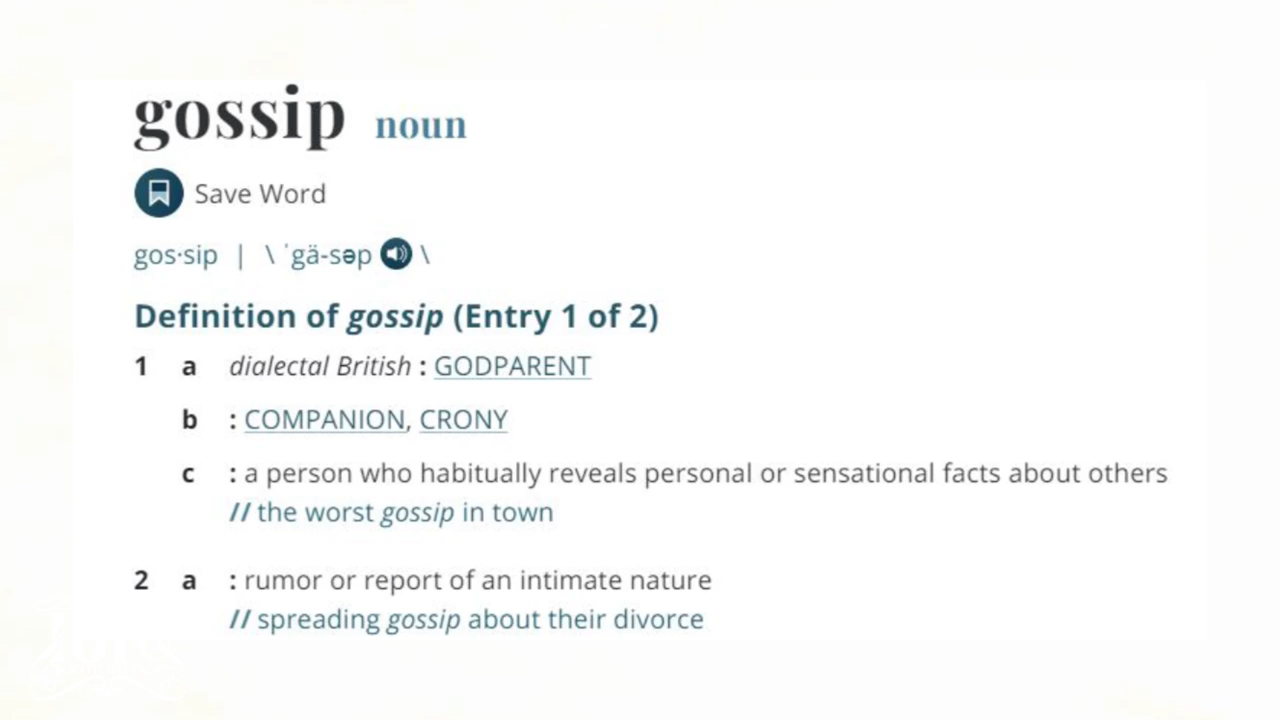 gossip noun
Save Word
gos·sip | \ ˈgä-səp \
Definition of gossip (Entry 1 of 2)
1 a dialectal British : GODPARENT
b : COMPANION, CRONY
c : a person who habitually reveals personal or sensational facts about others
// the worst gossip in town
2 a : rumor or report of an intimate nature
// spreading gossip about their divorce